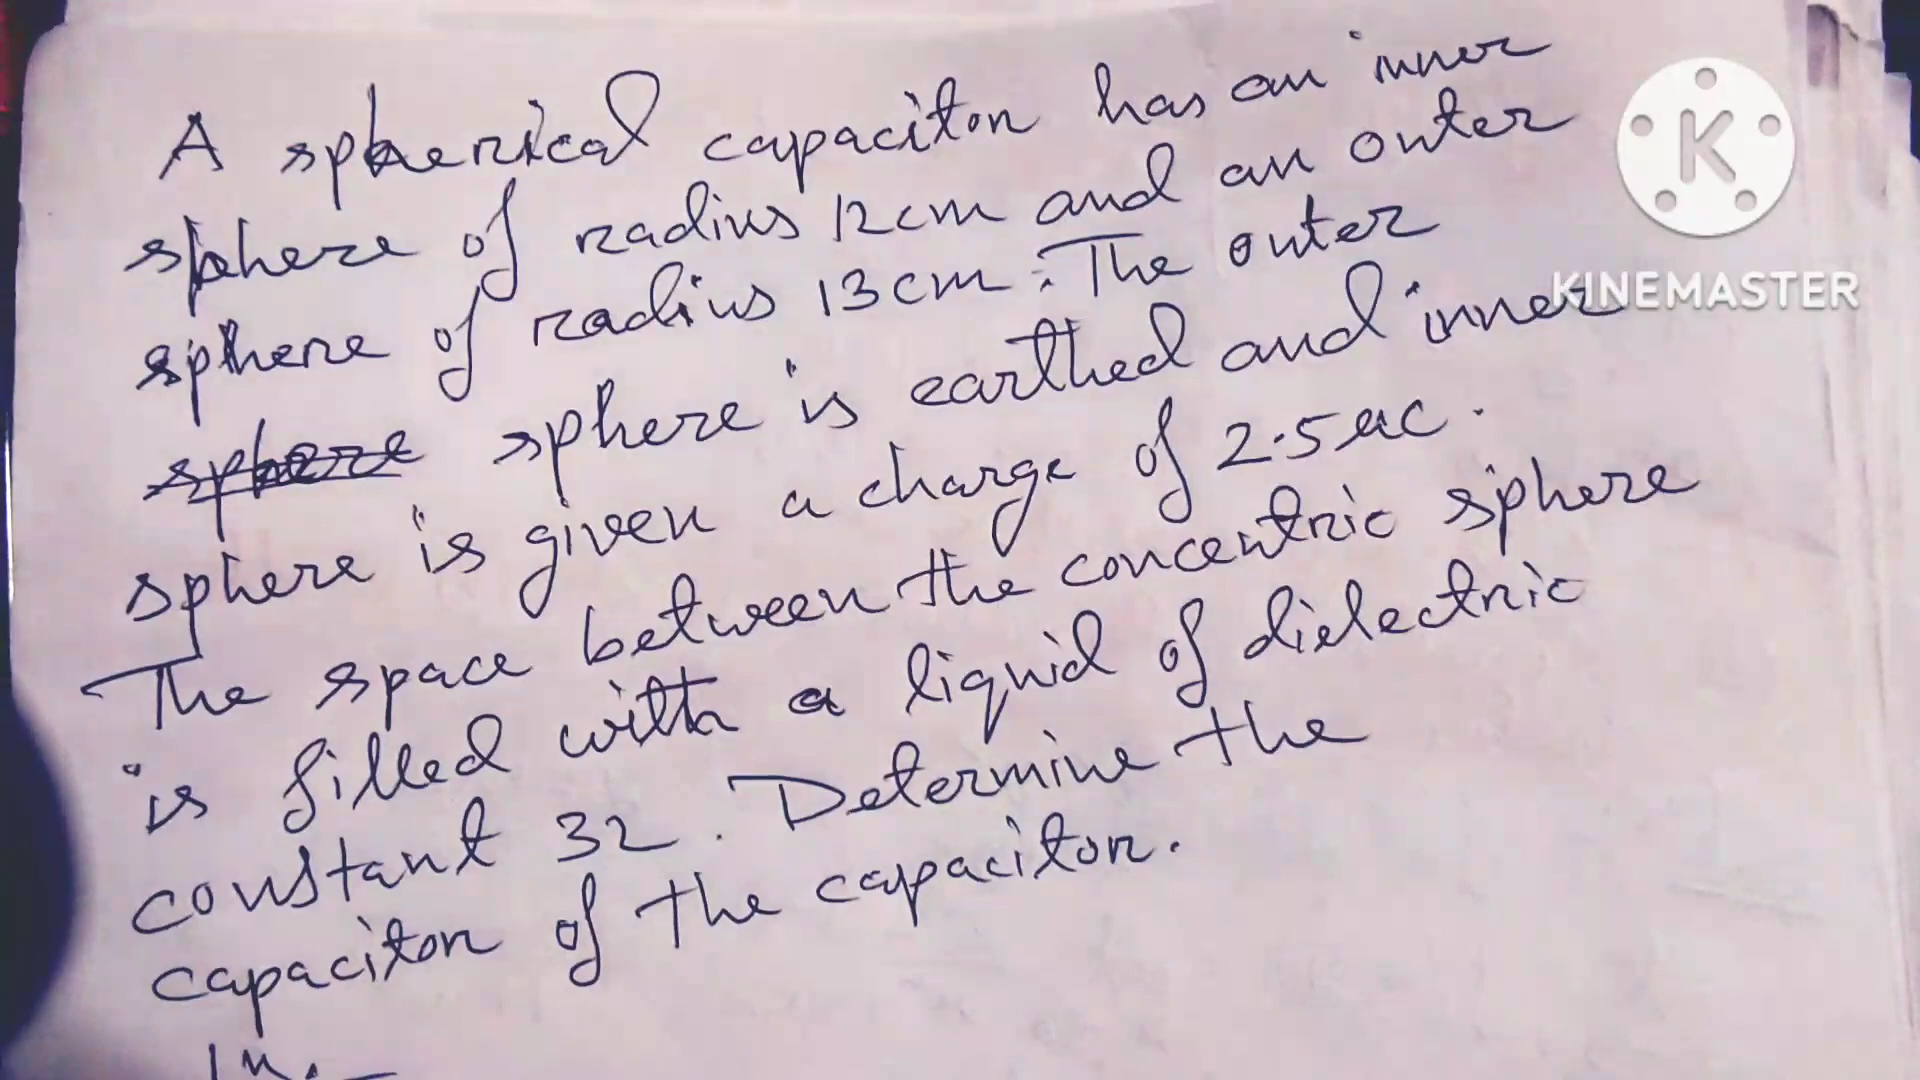 A spherical capacitor has an inner
sphere of radius 12cm and an outer
sphere of radius 13cm. The outer
sphere sphere is earthed and inner
sphere is given a charge of 2.5 μc.
The space between the concentric sphere
is filled with a liquid of dielectric
constant 32. Determine the
capacitor of the capacitor.
K
KINEMASTER